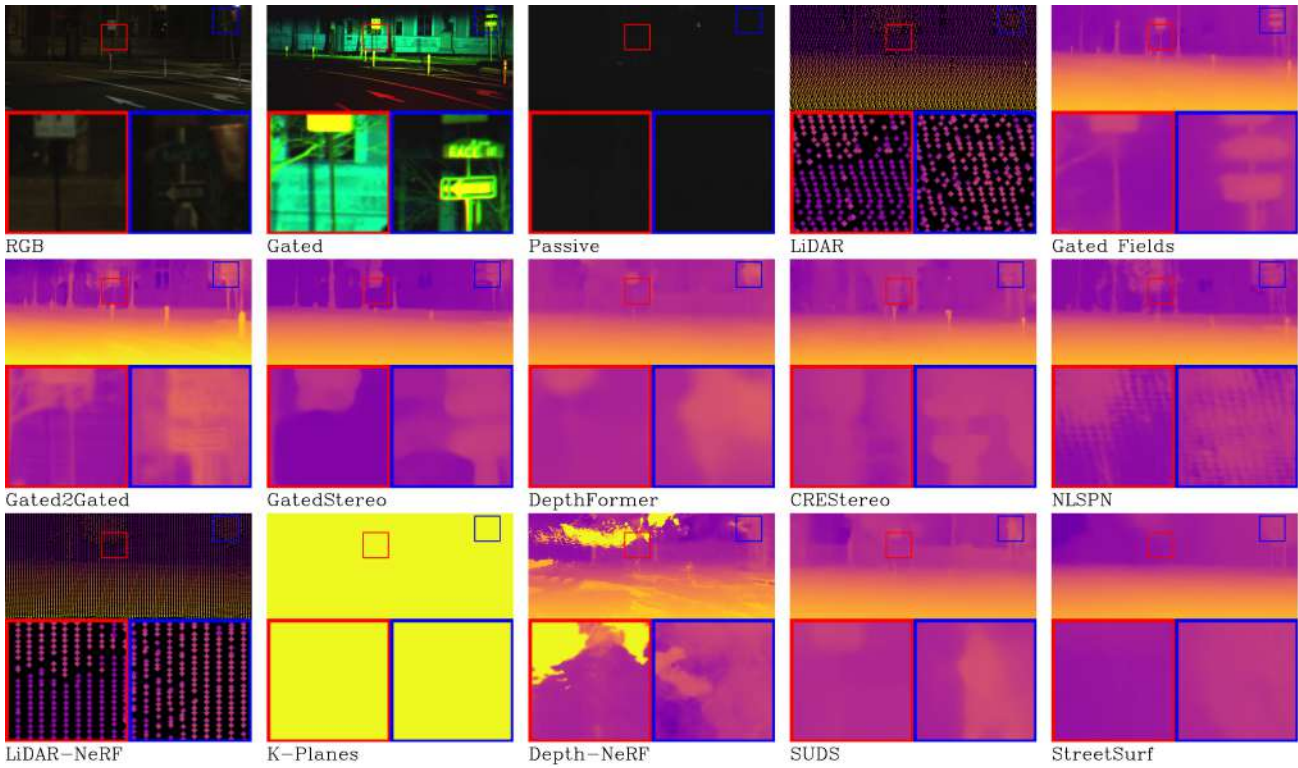 RGB
Gated
Passive
LiDAR
Gated Fields
Gated2Gated
GatedStereo
DepthFormer
CREStereo
NLSPN
LiDAR-NeRF
K-Planes
Depth-NeRF
SUDS
StreetSurf